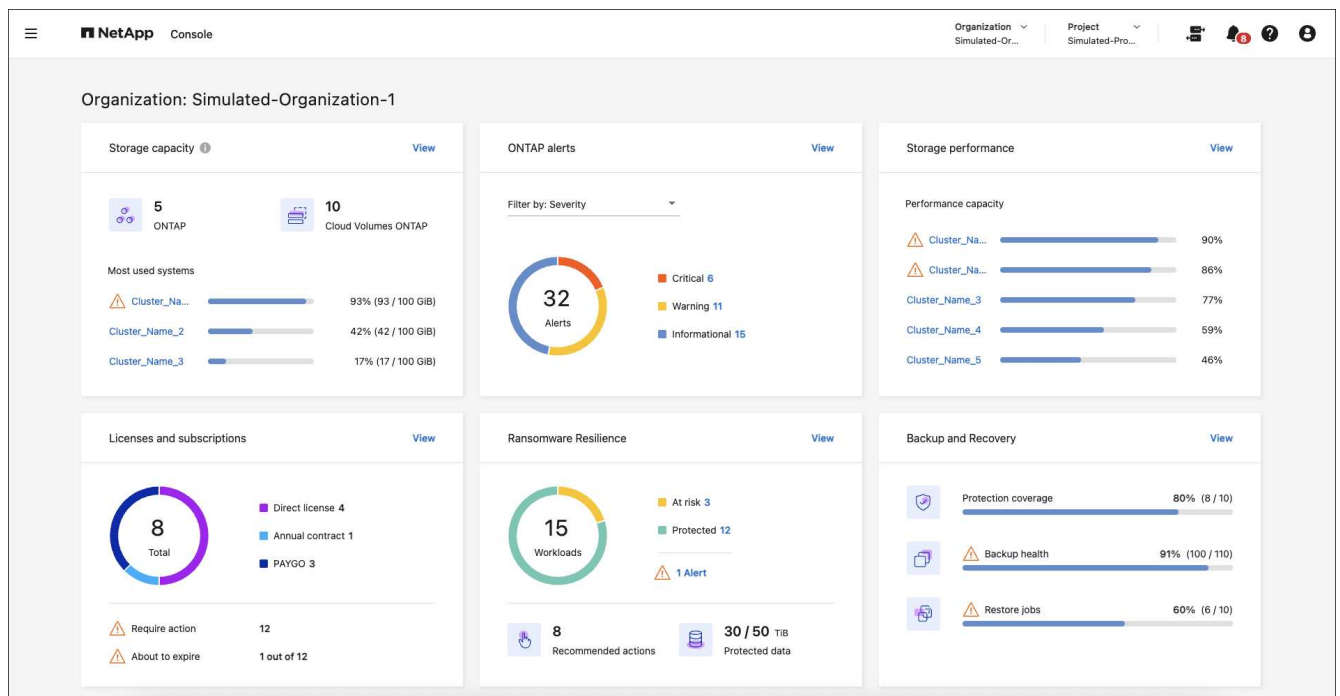 NetApp Console
Organization
Simulated-Or...
Project
Simulated-Pro...
8
Organization: Simulated-Organization-1
Storage capacity
View
5
ONTAP
10
Cloud Volumes ONTAP
Most used systems
Cluster_Na... 93% (93 / 100 GiB)
Cluster_Name_2 42% (42 / 100 GiB)
Cluster_Name_3 17% (17 / 100 GiB)
ONTAP alerts
View
Filter by: Severity
32
Alerts
Critical 6
Warning 11
Informational 15
Storage performance
View
Performance capacity
Cluster_Na... 90%
Cluster_Na... 86%
Cluster_Name_3 77%
Cluster_Name_4 59%
Cluster_Name_5 46%
Licenses and subscriptions
View
8
Total
Direct license 4
Annual contract 1
PAYGO 3
Require action 12
About to expire 1 out of 12
Ransomware Resilience
View
15
Workloads
At risk 3
Protected 12
1 Alert
8
Recommended actions
30 / 50 TiB
Protected data
Backup and Recovery
View
Protection coverage 80% (8 / 10)
Backup health 91% (100 / 110)
Restore jobs 60% (6 / 10)